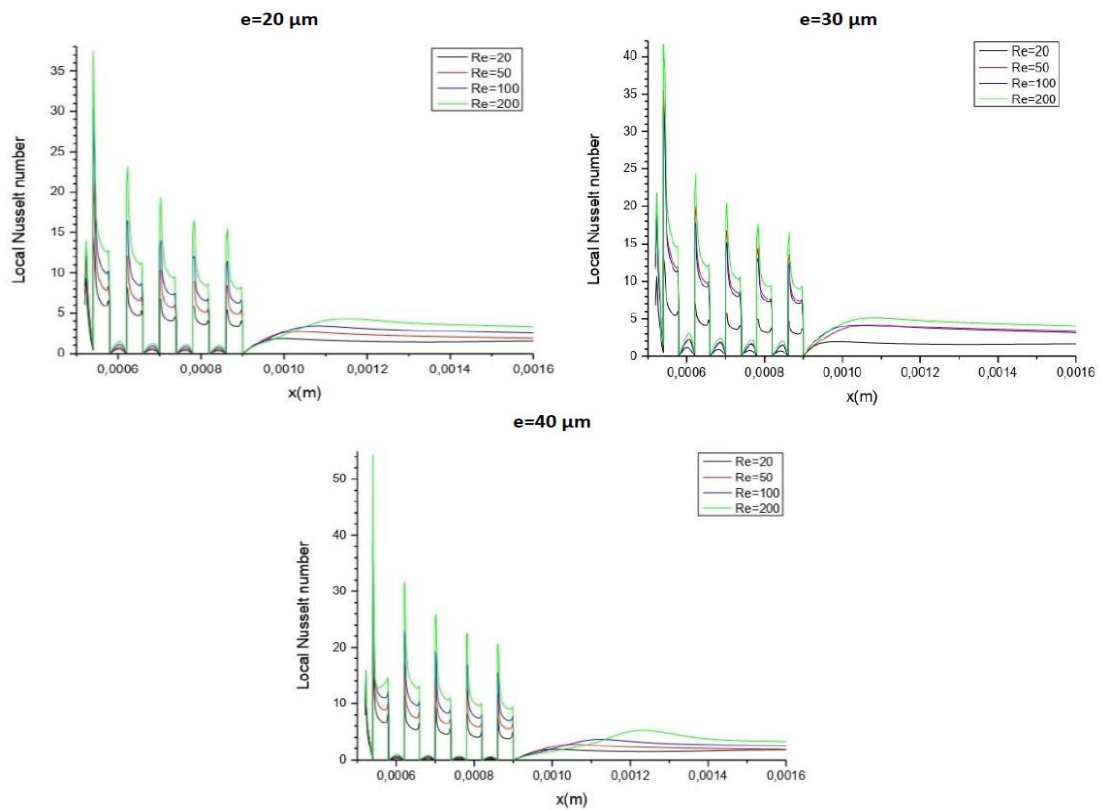 e=20 μm
Local Nusselt number
35
30
25
20
15
10
5
0
Re=20
Re=50
Re=100
Re=200
0,0006
0,0008
0,0010
0,0012
0,0014
0,0016
x(m)
e=30 μm
Local Nusselt number
40
35
30
25
20
15
10
5
0
Re=20
Re=50
Re=100
Re=200
0,0006
0,0008
0,0010
0,0012
0,0014
0,0016
x(m)
e=40 μm
Local Nusselt number
50
40
30
20
10
0
Re=20
Re=50
Re=100
Re=200
0,0006
0,0008
0,0010
0,0012
0,0014
0,0016
x(m)